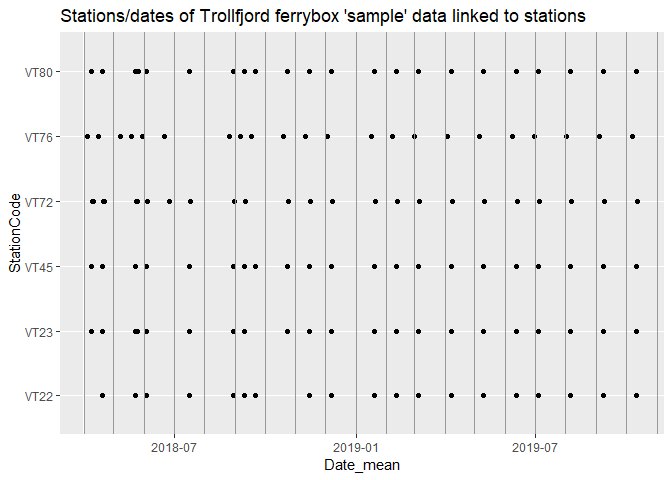 Stations/dates of Trollfjord ferrybox 'sample' data linked to stations
StationCode
VT80
VT76
VT72
VT45
VT23
VT22
2018-07 2019-01 2019-07
Date_mean